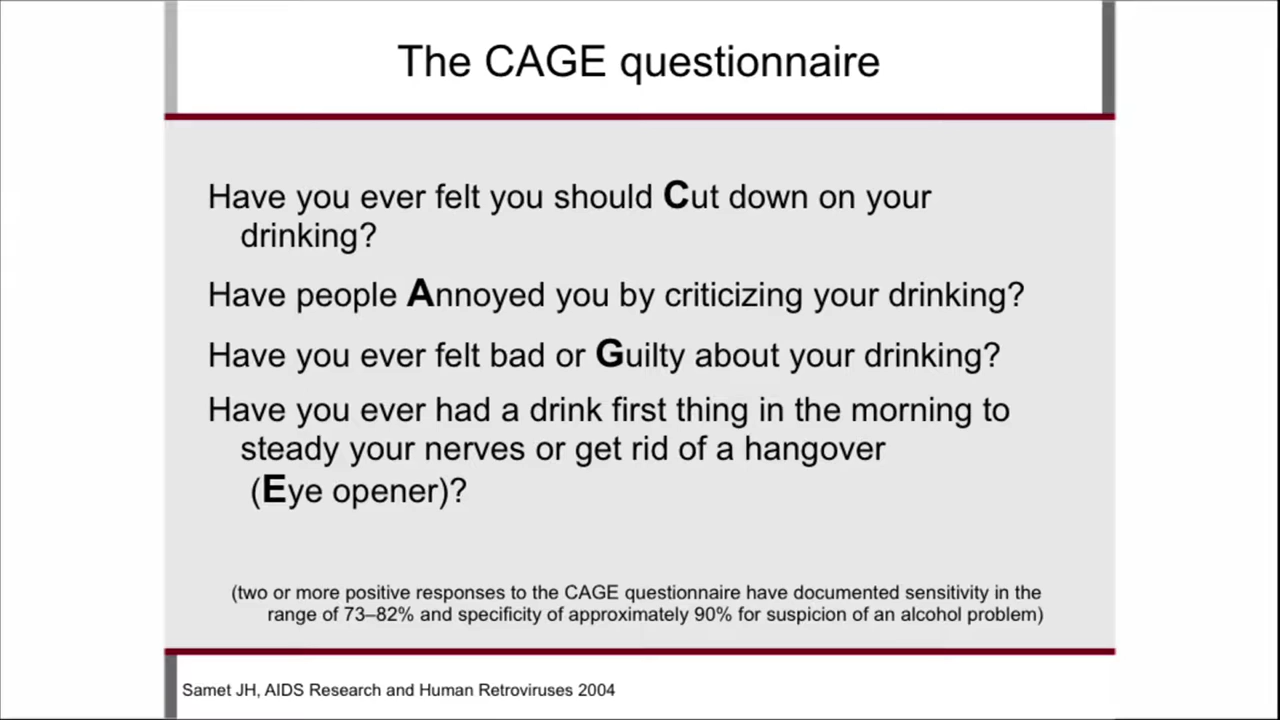 The CAGE questionnaire
Have you ever felt you should Cut down on your
drinking?
Have people Annoyed you by criticizing your drinking?
Have you ever felt bad or Guilty about your drinking?
Have you ever had a drink first thing in the morning to
steady your nerves or get rid of a hangover
(Eye opener)?
(two or more positive responses to the CAGE questionnaire have documented sensitivity in the
range of 73–82% and specificity of approximately 90% for suspicion of an alcohol problem)
Samet JH, AIDS Research and Human Retroviruses 2004